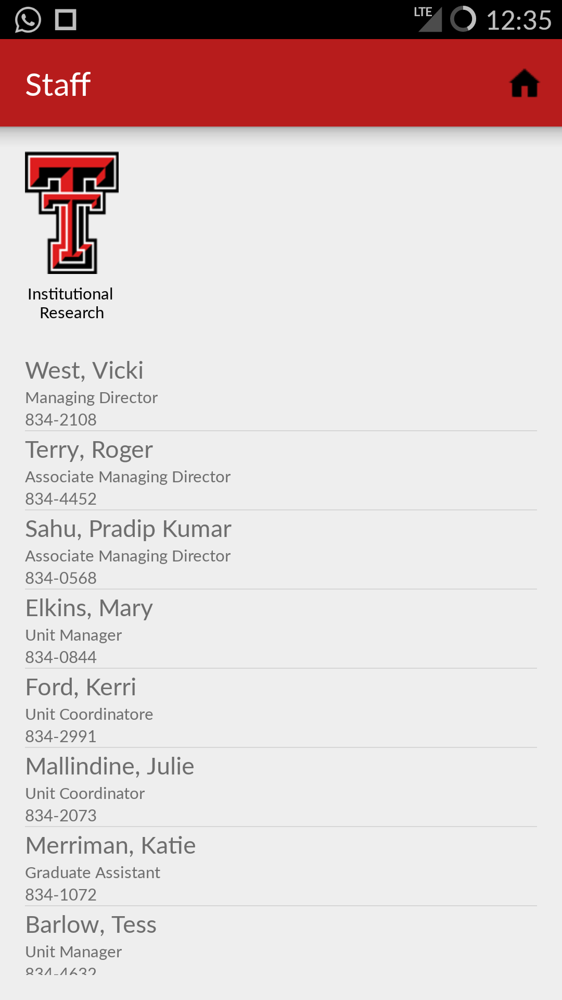 LTE 12:35
Staff
Institutional
Research
West, Vicki
Managing Director
834-2108
Terry, Roger
Associate Managing Director
834-4452
Sahu, Pradip Kumar
Associate Managing Director
834-0568
Elkins, Mary
Unit Manager
834-0844
Ford, Kerri
Unit Coordinatore
834-2991
Mallindine, Julie
Unit Coordinator
834-2073
Merriman, Katie
Graduate Assistant
834-1072
Barlow, Tess
Unit Manager
834-4632